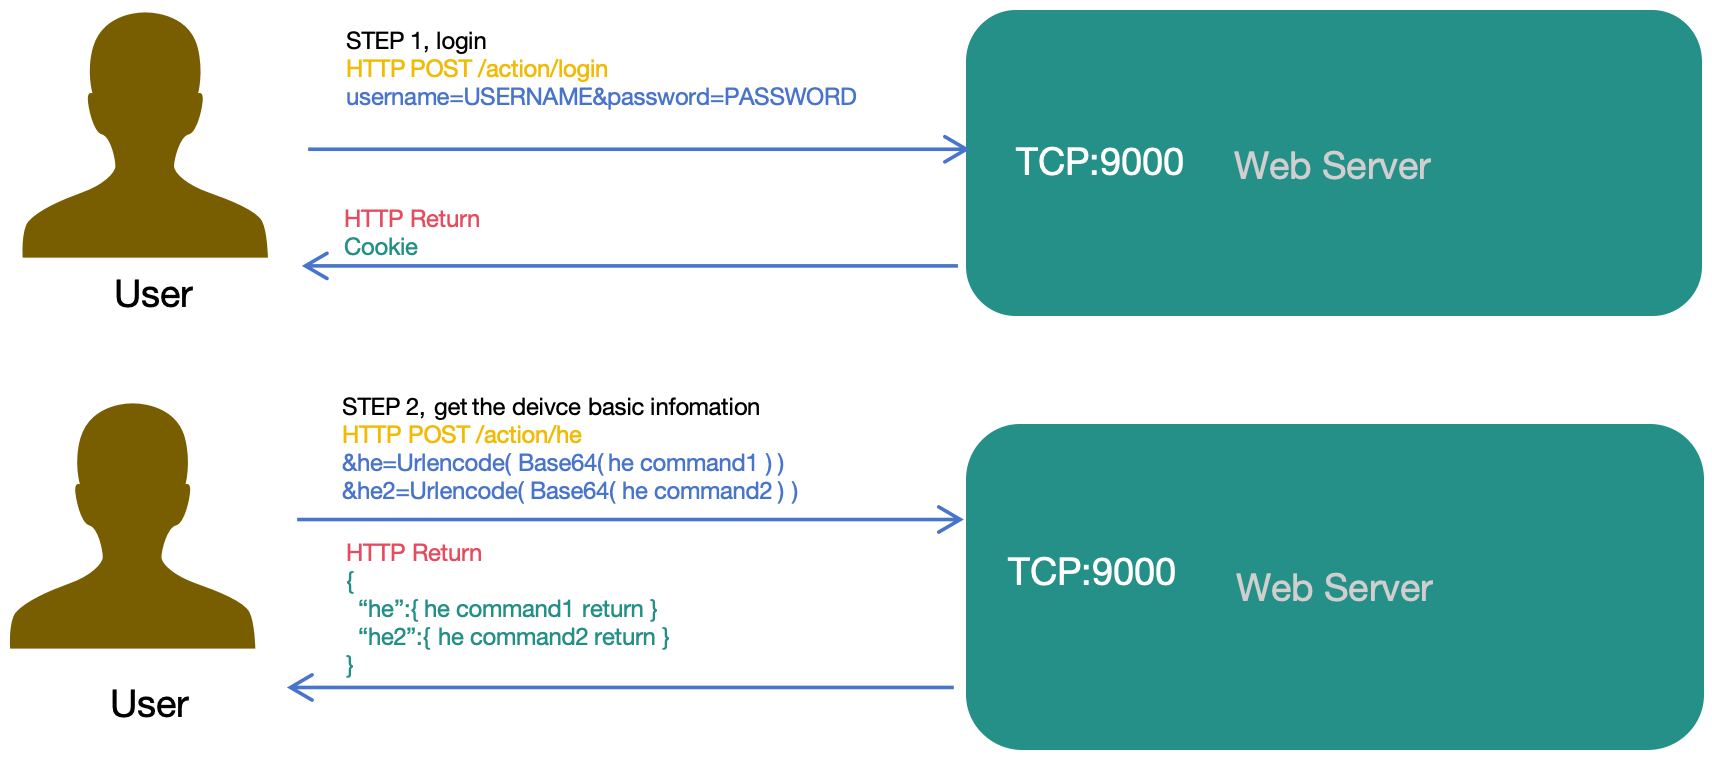 STEP 1, login
HTTP POST /action/login
username=USERNAME&password=PASSWORD
TCP:9000
Web Server
HTTP Return
Cookie
User
STEP 2, get the deivce basic infomation
HTTP POST /action/he
&he=Urlencode( Base64( he command1 ) )
&he2=Urlencode( Base64( he command2 ) )
HTTP Return
{
“he”:{ he command1 return }
“he2”:{ he command2 return }
}
TCP:9000
Web Server
User